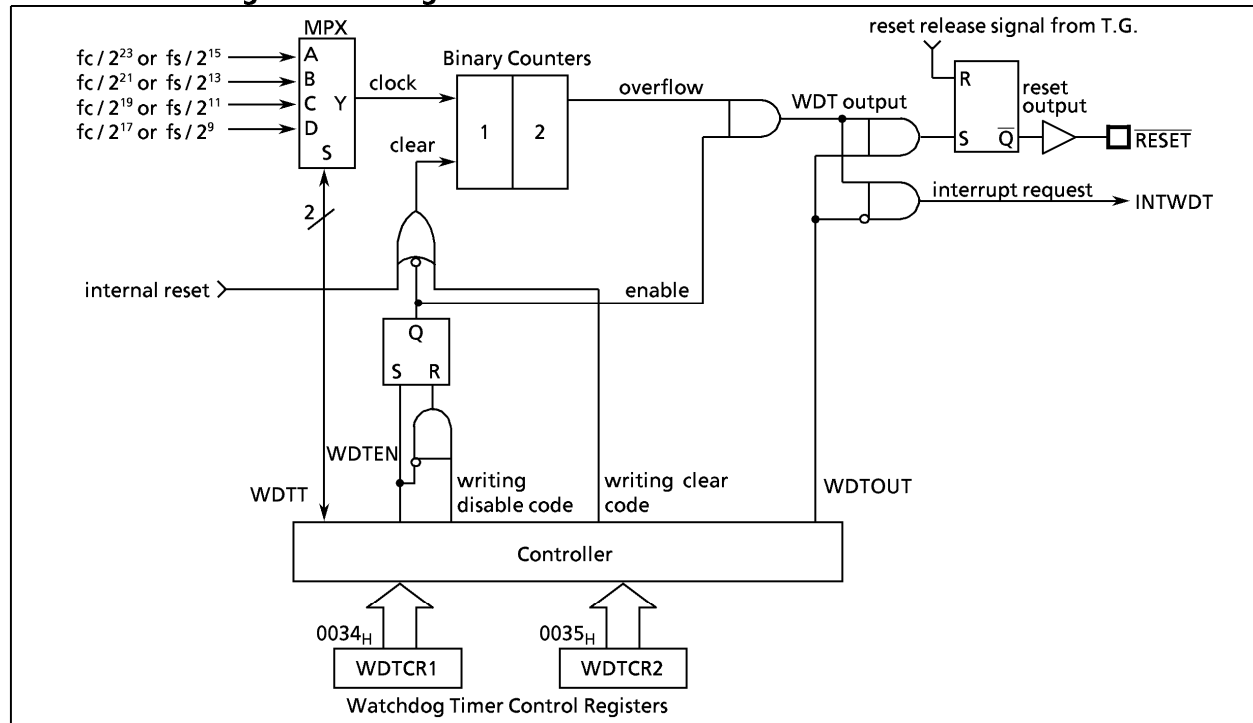 MPX
reset release signal from T.G.
fc/2²³ or fs/2¹⁵
fc/2²¹ or fs/2¹³
fc/2¹⁹ or fs/2¹¹
fc/2¹⁷ or fs/2⁹
A
B
C Y
D
S
clock
Binary Counters
1 2
clear
overflow
WDT output
R
S Q̅
reset
output
R̅E̅S̅E̅T̅
2
interrupt request
INTWDT
internal reset
enable
Q
S R
WDTEN
WDTT
writing
disable code
writing clear
code
WDTOUT
Controller
0034H
0035H
WDTCR1
WDTCR2
Watchdog Timer Control Registers